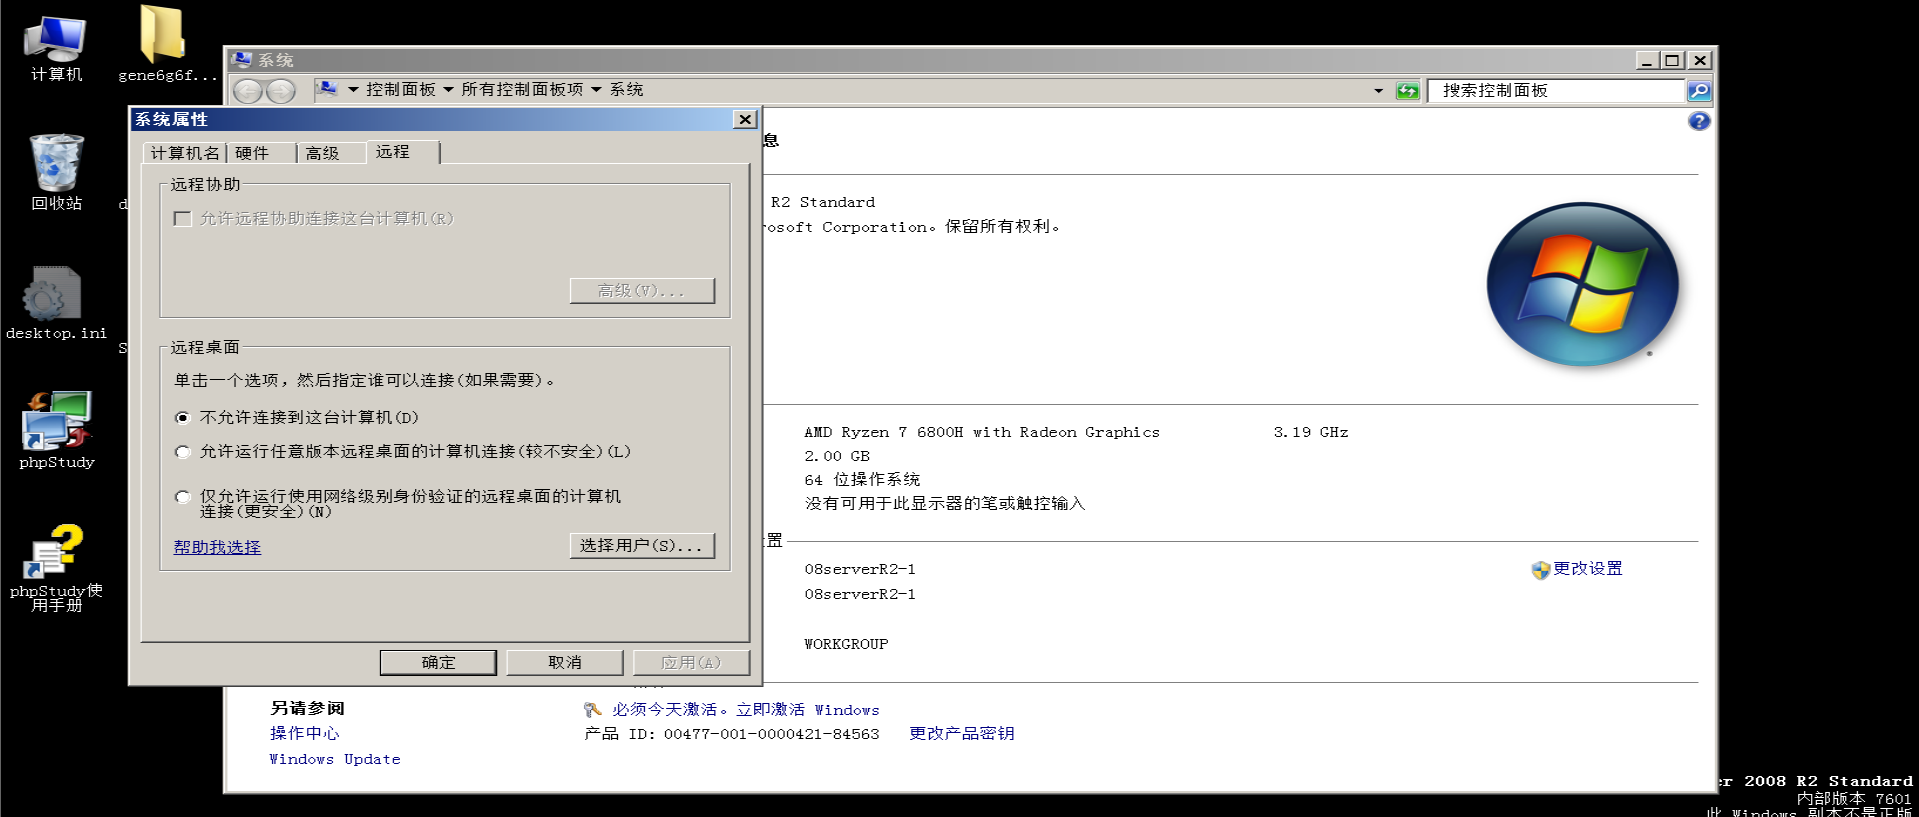 计算机
gene6g6f...
回收站
d
desktop.ini
S
phpStudy
phpStudy使
用手册
系统
控制面板 所有控制面板项 系统
搜索控制面板
系统属性
计算机名 硬件 高级 远程
远程协助
允许远程协助连接这台计算机(R)
高级(V)...
远程桌面
单击一个选项，然后指定谁可以连接(如果需要)。
不允许连接到这台计算机(D)
允许运行任意版本远程桌面的计算机连接(较不安全)(L)
仅允许运行使用网络级别身份验证的远程桌面的计算机
连接(更安全)(N)
帮助我选择
选择用户(S)...
确定 取消 应用(A)
息
R2 Standard
rosoft Corporation。保留所有权利。
AMD Ryzen 7 6800H with Radeon Graphics 3.19 GHz
2.00 GB
64 位操作系统
没有可用于此显示器的笔或触控输入
置
08serverR2-1
更改设置
08serverR2-1
WORKGROUP
另请参阅
操作中心
Windows Update
必须今天激活。立即激活 Windows
产品 ID: 00477-001-0000421-84563 更改产品密钥
er 2008 R2 Standard
内部版本 7601
此 Windows 副本不是正版